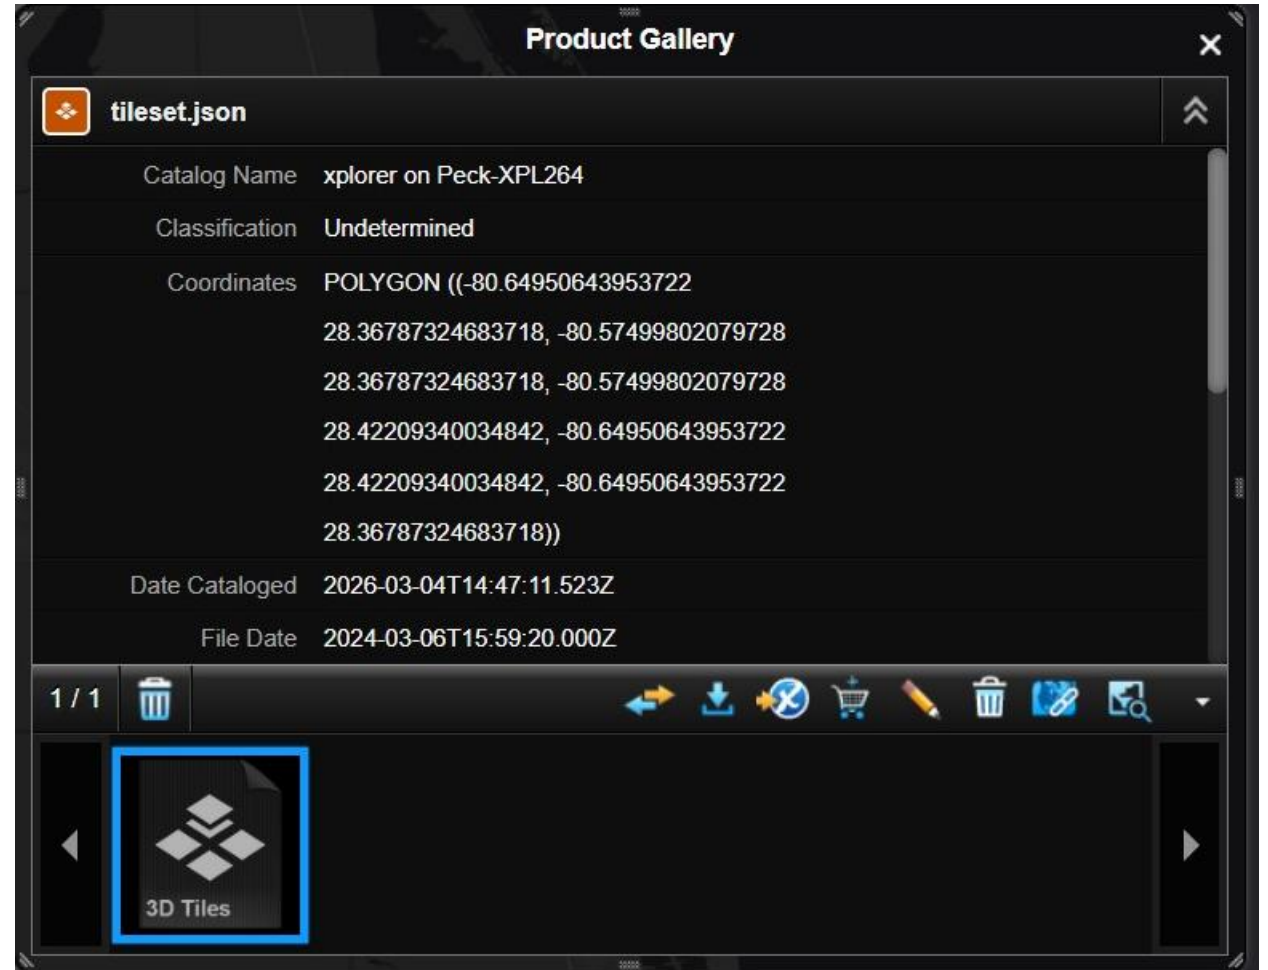 Product Gallery
tileset.json
Catalog Name xplorer on Peck-XPL264
Classification Undetermined
Coordinates POLYGON ((-80.64950643953722
28.36787324683718, -80.57499802079728
28.36787324683718, -80.57499802079728
28.42209340034842, -80.64950643953722
28.42209340034842, -80.64950643953722
28.36787324683718))
Date Cataloged 2026-03-04T14:47:11.523Z
File Date 2024-03-06T15:59:20.000Z
1 / 1
3D Tiles